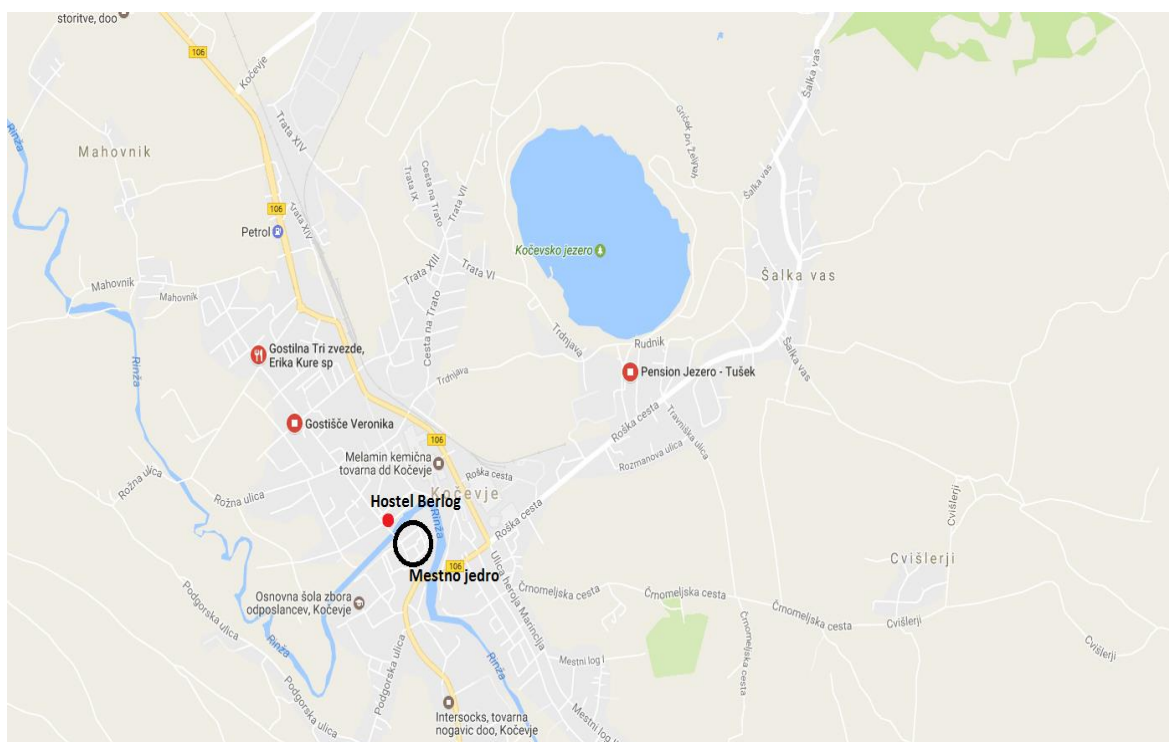 storitve, doo
106
Kočevje
Trata XIV
Šalka vas
Rinža
Mahovnik
Griček pri Željnah
Cesta na Trato
Trata IX
Trata VII
Šalka vas
106
Trata XIV
Petrol
Kočevsko jezero
Trata XIII
Trata VI
Šalka vas
Mahovnik
Mahovnik
Cesta na Trato
Trdnjava
Rudnik
Šalka vas
Gostilna Tri zvezde,
Erika Kure sp
Rinža
Trdnjava
Pension Jezero - Tušek
Gostišče Veronika
Roška cesta
Travniška ulica
106
Melamin kemična
tovarna dd Kočevje
Rožna ulica
Rožna ulica
Roška cesta
Rozmanova ulica
Kočevje
Hostel Berlog
Rinža
Roška cesta
Cvišlerji
Cvišlerji
106
Mestno jedro
Ulica heroja Marinclja
Osnovna šola zbora
odposlancev, Kočevje
Črnomeljska cesta
Črnomeljska cesta
Črnomeljska cesta
Cvišlerji
Podgorska ulica
Rinža
Podgorska ulica
Podgorska ulica
Rinža
Mestni log I
Črnomeljska cesta
Cvišlerji
Intersocks, tovarna
nogavic doo, Kočevje
Mestni log